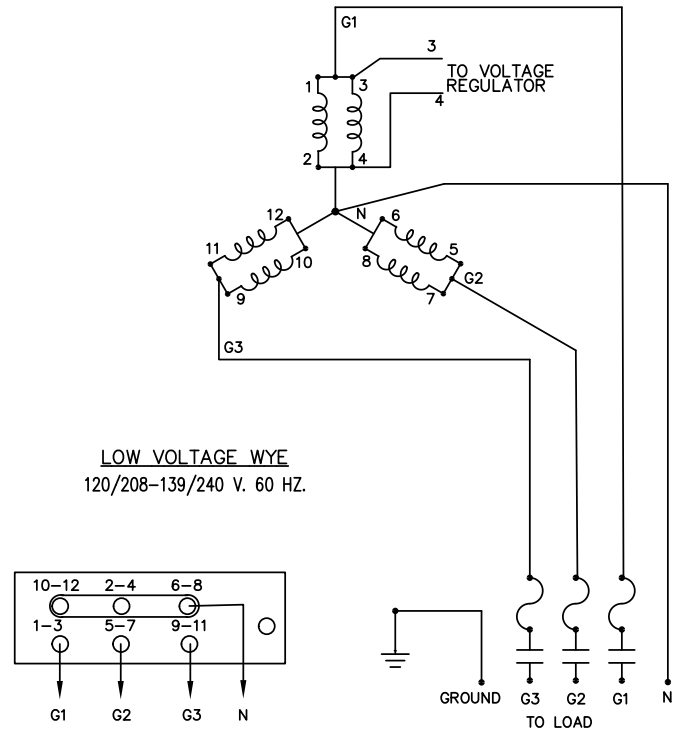 G1
3
TO VOLTAGE
REGULATOR
4
1
3
2
4
N
12
11
10
9
6
5
8
7
G2
G3
LOW VOLTAGE WYE
120/208-139/240 V. 60 HZ.
10-12 2-4 6-8
1-3 5-7 9-11
G1 G2 G3 N
GROUND G3 G2 G1 N
TO LOAD